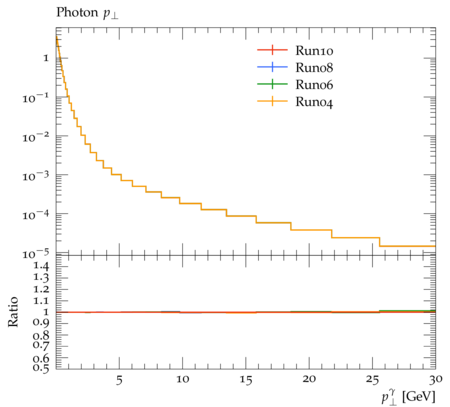 Photon p⊥
Run10
Run08
Run06
Run04
1
10⁻¹
10⁻²
10⁻³
10⁻⁴
10⁻⁵
1.4
1.3
1.2
1.1
1
0.9
0.8
0.7
0.6
0.5
Ratio
5 10 15 20 25 30
p⊥^γ [GeV]